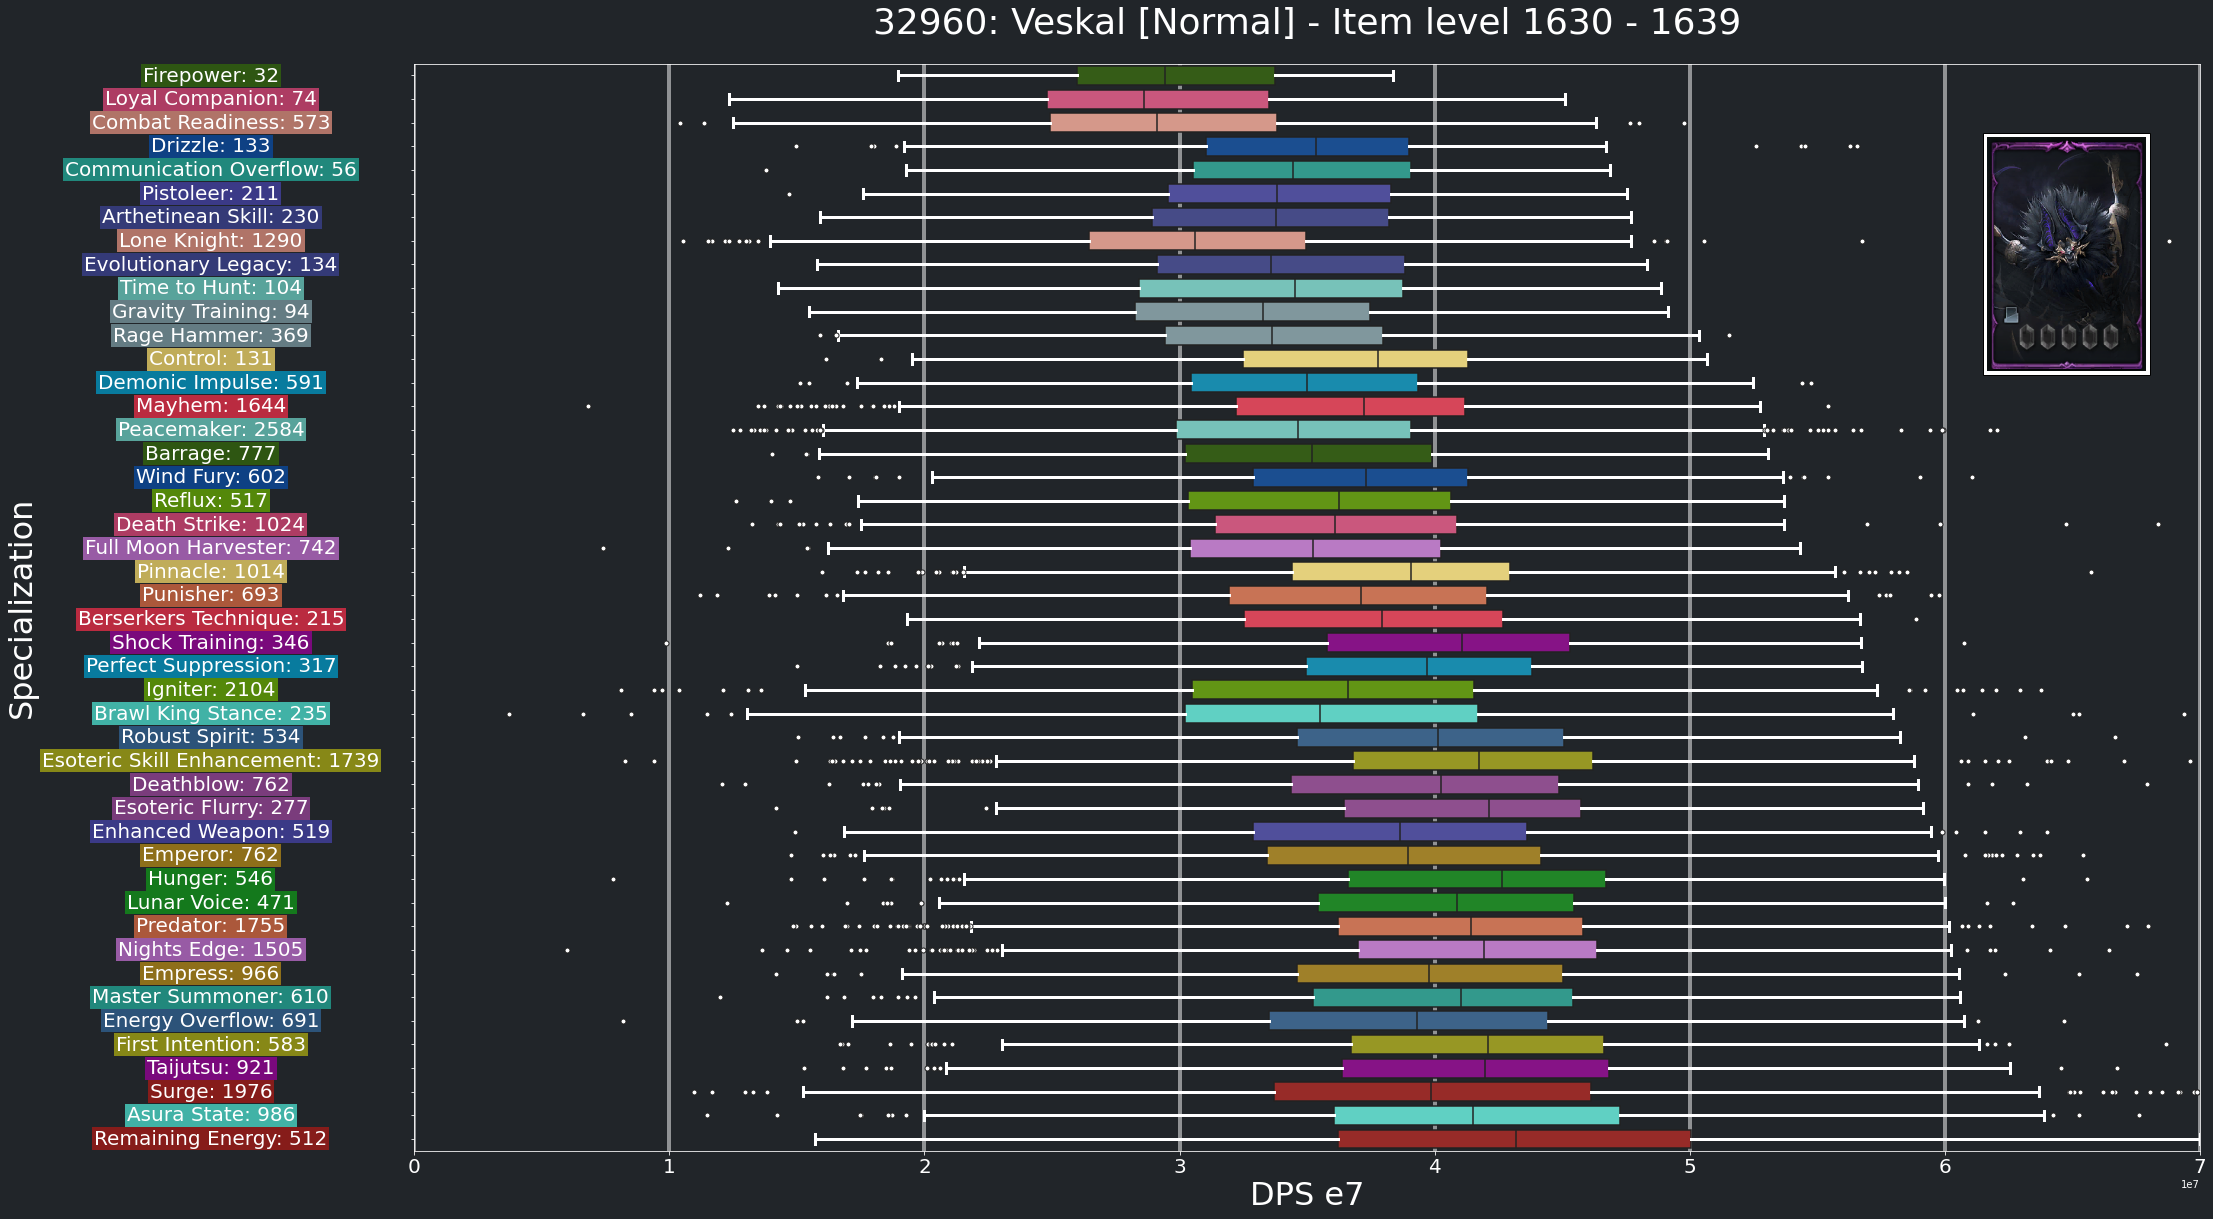 32960: Veskal [Normal] - Item level 1630 - 1639
Specialization
Firepower: 32
Loyal Companion: 74
Combat Readiness: 573
Drizzle: 133
Communication Overflow: 56
Pistoleer: 211
Arthetinean Skill: 230
Lone Knight: 1290
Evolutionary Legacy: 134
Time to Hunt: 104
Gravity Training: 94
Rage Hammer: 369
Control: 131
Demonic Impulse: 591
Mayhem: 1644
Peacemaker: 2584
Barrage: 777
Wind Fury: 602
Reflux: 517
Death Strike: 1024
Full Moon Harvester: 742
Pinnacle: 1014
Punisher: 693
Berserkers Technique: 215
Shock Training: 346
Perfect Suppression: 317
Igniter: 2104
Brawl King Stance: 235
Robust Spirit: 534
Esoteric Skill Enhancement: 1739
Deathblow: 762
Esoteric Flurry: 277
Enhanced Weapon: 519
Emperor: 762
Hunger: 546
Lunar Voice: 471
Predator: 1755
Nights Edge: 1505
Empress: 966
Master Summoner: 610
Energy Overflow: 691
First Intention: 583
Taijutsu: 921
Surge: 1976
Asura State: 986
Remaining Energy: 512
0 1 2 3 4 5 6 7
1e7
DPS e7